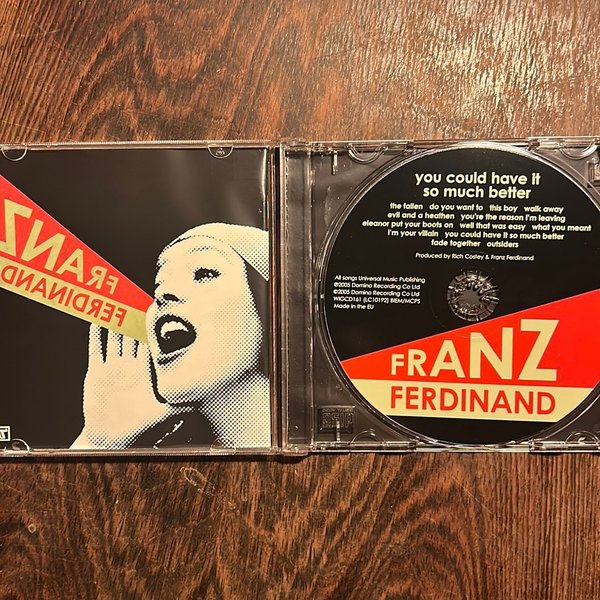 FRANZ
FERDINAND
you could have it
so much better
the fallen do you want to this boy walk away
evil and a heathen you're the reason I'm leaving
eleanor put your boots on well that was easy what you meant
I'm your villain you could have it so much better
fade together outsiders
Produced by Rich Costey & Franz Ferdinand
All songs Universal Music Publishing
℗2005 Domino Recording Co Ltd
©2005 Domino Recording Co Ltd
WIGCD161 (LC10192) BIEM/MCPS
Made in the EU
FRANZ
FERDINAND